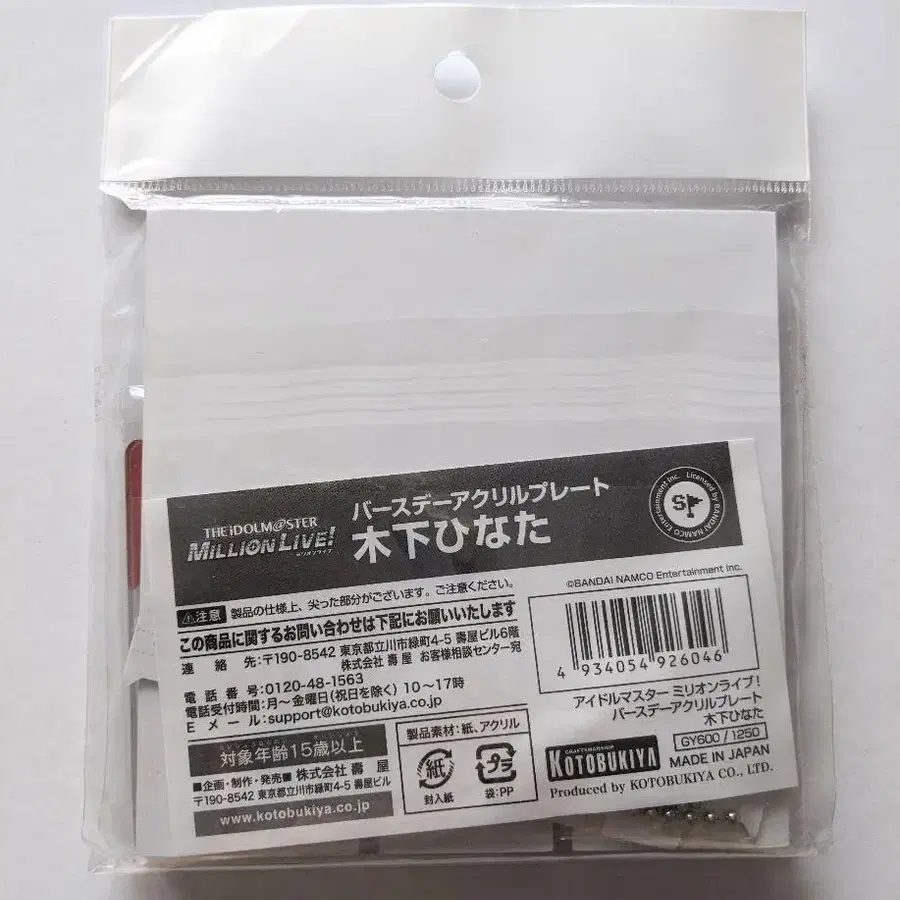 THE iDOLM@STER
MILLION LIVE!
ミリオンライブ
バースデーアクリルプレート
木下ひなた
Licensed by BANDAI NAMCO Entertainment Inc.
©BANDAI NAMCO Entertainment Inc.
⚠注意 製品の仕様上、尖った部分がございます。ご注意ください。
この商品に関するお問い合わせは下記にお願いいたします
連絡先:〒190-8542 東京都立川市緑町4-5 壽屋ビル6階
株式会社 壽屋 お客様相談センター宛
電話番号:0120-48-1563
電話受付時間:月~金曜日(祝日を除く) 10~17時
Eメール:support@kotobukiya.co.jp
4 934054 926046
アイドルマスター ミリオンライブ!
バースデーアクリルプレート
木下ひなた
GY600 / 1250
MADE IN JAPAN
対象年齢15歳以上
■企画・制作・発売■ 株式会社 壽屋
〒190-8542 東京都立川市緑町4-5 壽屋ビル
www.kotobukiya.co.jp
製品素材:紙、アクリル
紙
封入紙
プラ
袋:PP
CRAFTSMANSHIP
KOTOBUKIYA
Produced by KOTOBUKIYA CO., LTD.